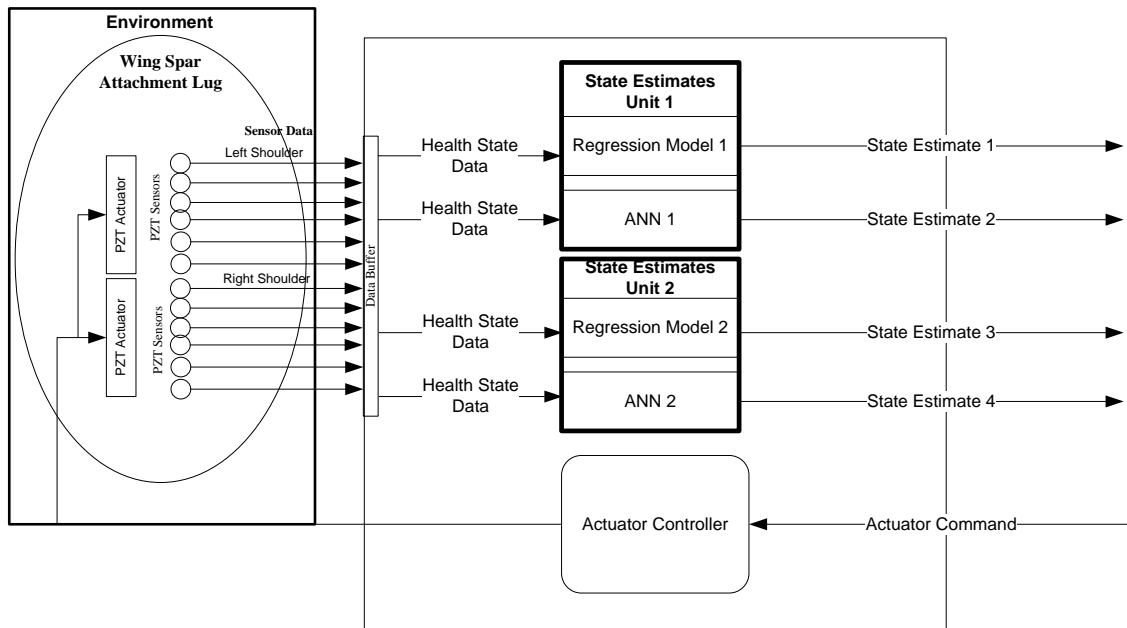 Environment
Wing Spar
Attachment Lug
Sensor Data
Left Shoulder
PZT Actuator
PZT Sensors
Right Shoulder
PZT Actuator
PZT Sensors
Data Buffer
Health State
Data
Health State
Data
Health State
Data
Health State
Data
State Estimates
Unit 1
Regression Model 1
ANN 1
State Estimates
Unit 2
Regression Model 2
ANN 2
State Estimate 1
State Estimate 2
State Estimate 3
State Estimate 4
Actuator Controller
Actuator Command